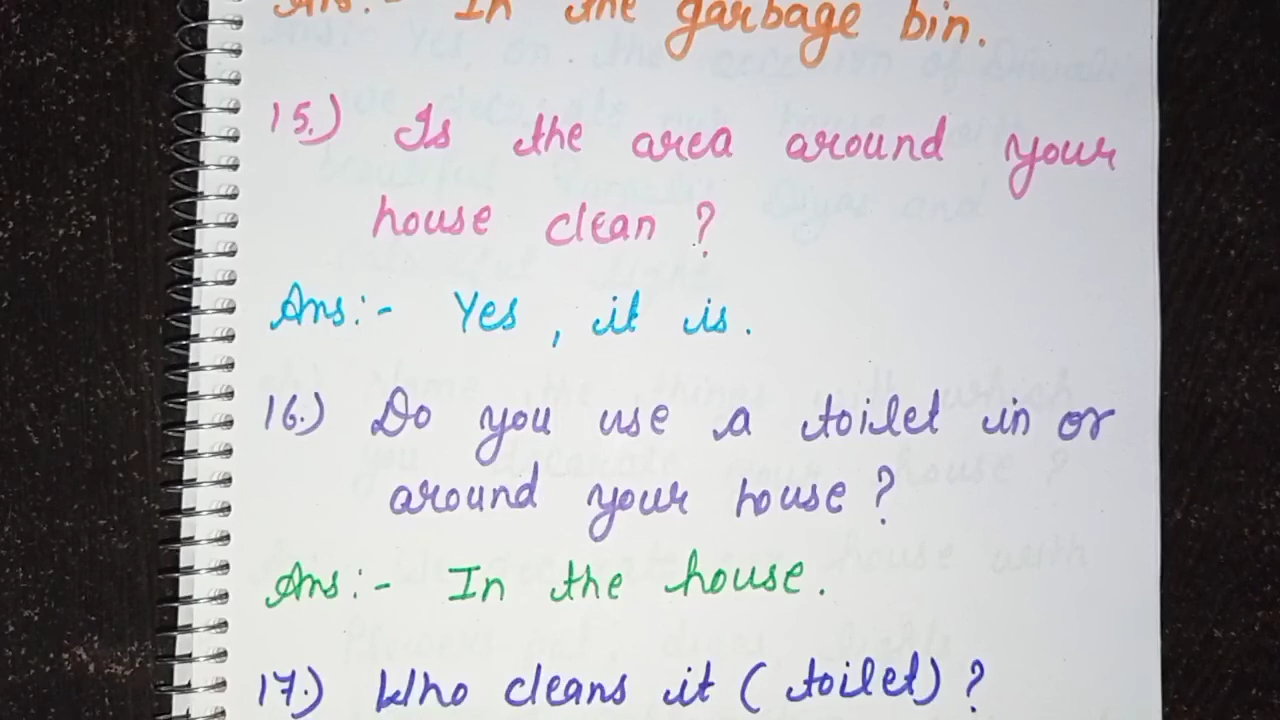 Ans:- In the garbage bin.
15.) Is the area around your
house clean ?
Ans:- Yes, it is.
16.) Do you use a toilet in or
around your house ?
Ans:- In the house.
17.) Who cleans it (toilet) ?